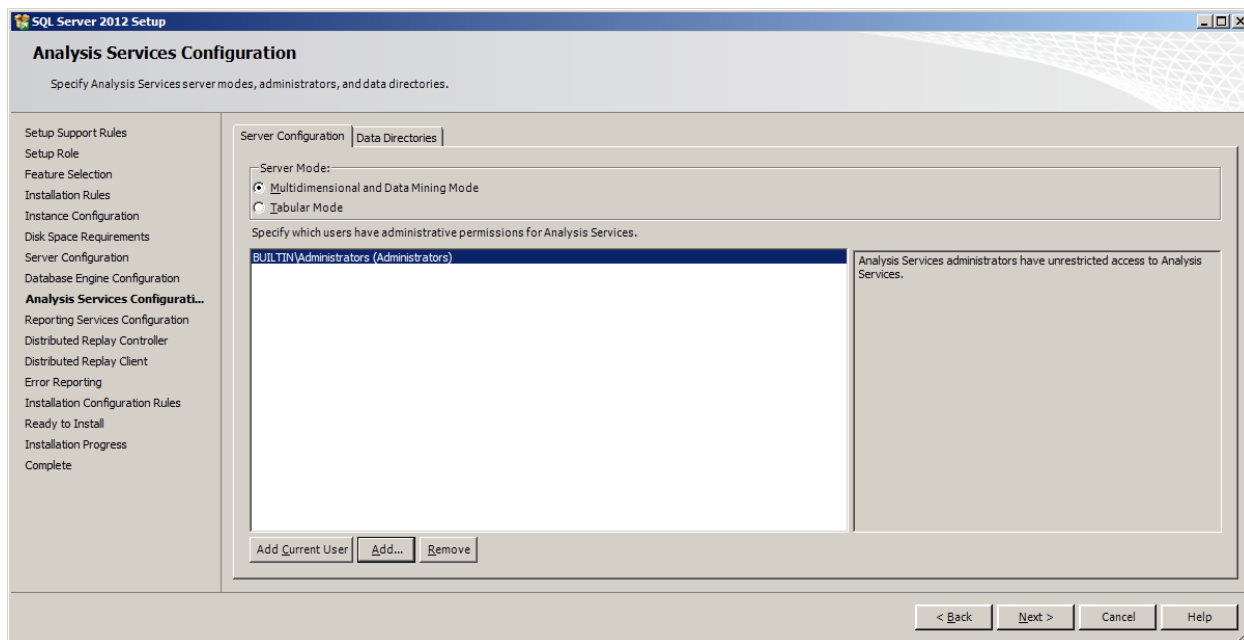 SQL Server 2012 Setup
Analysis Services Configuration
Specify Analysis Services server modes, administrators, and data directories.
Setup Support Rules
Setup Role
Feature Selection
Installation Rules
Instance Configuration
Disk Space Requirements
Server Configuration
Database Engine Configuration
Analysis Services Configurati...
Reporting Services Configuration
Distributed Replay Controller
Distributed Replay Client
Error Reporting
Installation Configuration Rules
Ready to Install
Installation Progress
Complete
Server Configuration Data Directories
Server Mode:
Multidimensional and Data Mining Mode
Tabular Mode
Specify which users have administrative permissions for Analysis Services.
BUILTIN\Administrators (Administrators)
Analysis Services administrators have unrestricted access to Analysis
Services.
Add Current User Add... Remove
< Back Next > Cancel Help